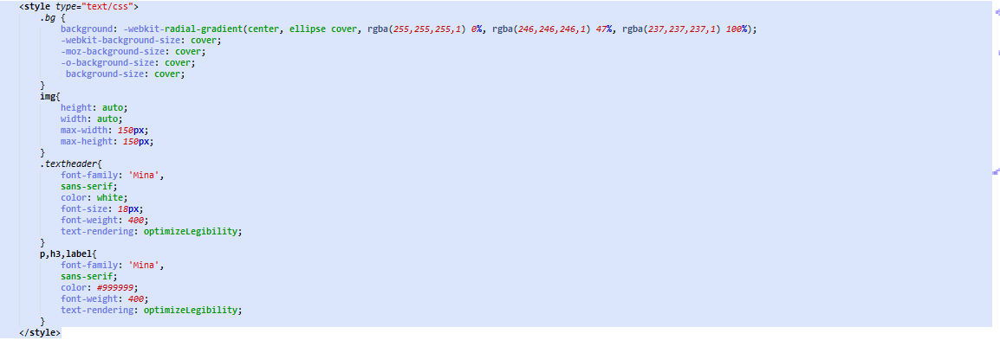 <style type="text/css">
.bg {
background: -webkit-radial-gradient(center, ellipse cover, rgba(255,255,255,1) 0%, rgba(246,246,246,1) 47%, rgba(237,237,237,1) 100%);
-webkit-background-size: cover;
-moz-background-size: cover;
-o-background-size: cover;
background-size: cover;
}
img{
height: auto;
width: auto;
max-width: 150px;
max-height: 150px;
}
.textheader{
font-family: 'Mina',
sans-serif;
color: white;
font-size: 18px;
font-weight: 400;
text-rendering: optimizeLegibility;
}
p,h3,label{
font-family: 'Mina',
sans-serif;
color: #999999;
font-weight: 400;
text-rendering: optimizeLegibility;
}
</style>